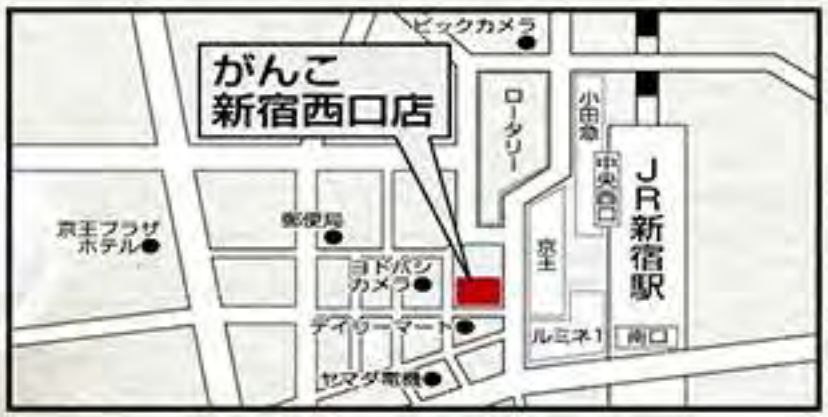 ビックカメラ
がんこ
新宿西口店
ロータリー
小田急
中央西口
JR新宿駅
京王プラザ
ホテル
郵便局
京王
ヨドバシ
カメラ
デイリーマート
ルミネ1
南口
ヤマダ電機